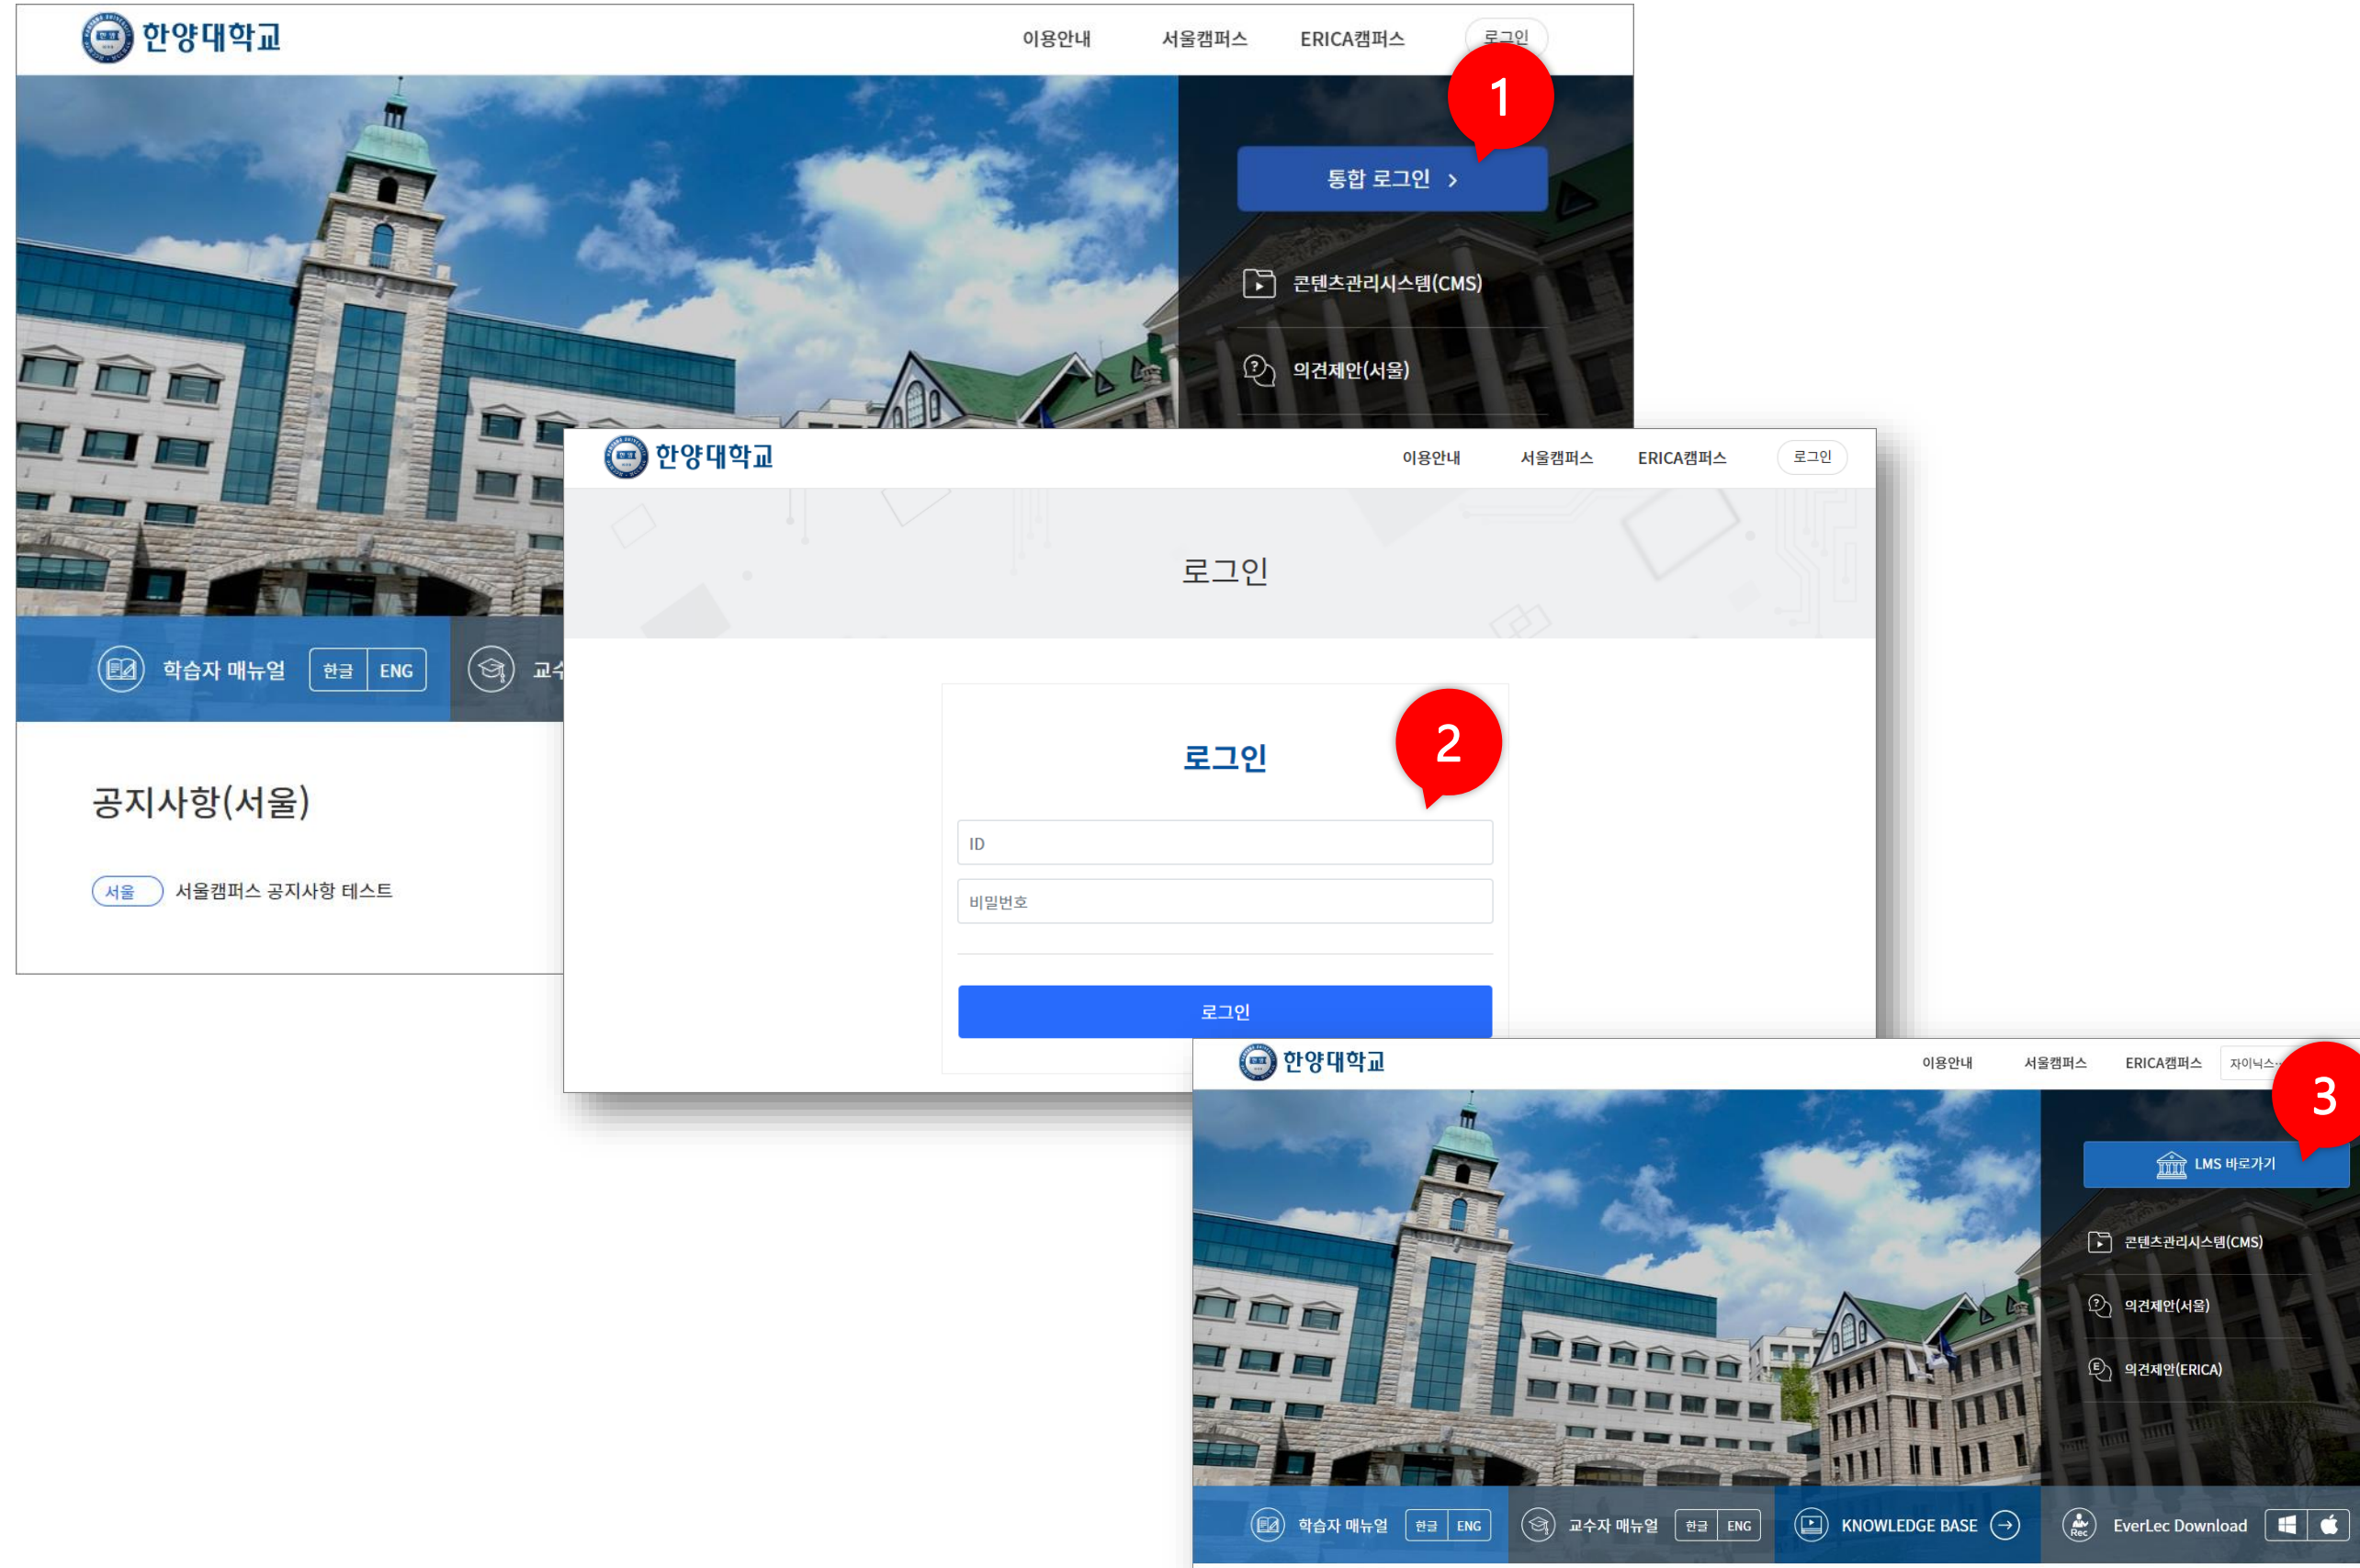 한양대학교
이용안내 서울캠퍼스 ERICA캠퍼스 로그인
1
통합 로그인
콘텐츠관리시스템(CMS)
의견제안(서울)
학습자 매뉴얼 한글 ENG
공지사항(서울)
서울 서울캠퍼스 공지사항 테스트
한양대학교
이용안내 서울캠퍼스 ERICA캠퍼스 로그인
로그인
2
로그인
ID
비밀번호
로그인
한양대학교
이용안내 서울캠퍼스 ERICA캠퍼스 자이닉스…
3
LMS 바로가기
콘텐츠관리시스템(CMS)
의견제안(서울)
의견제안(ERICA)
학습자 매뉴얼 한글 ENG 교수자 매뉴얼 한글 ENG KNOWLEDGE BASE Rec EverLec Download